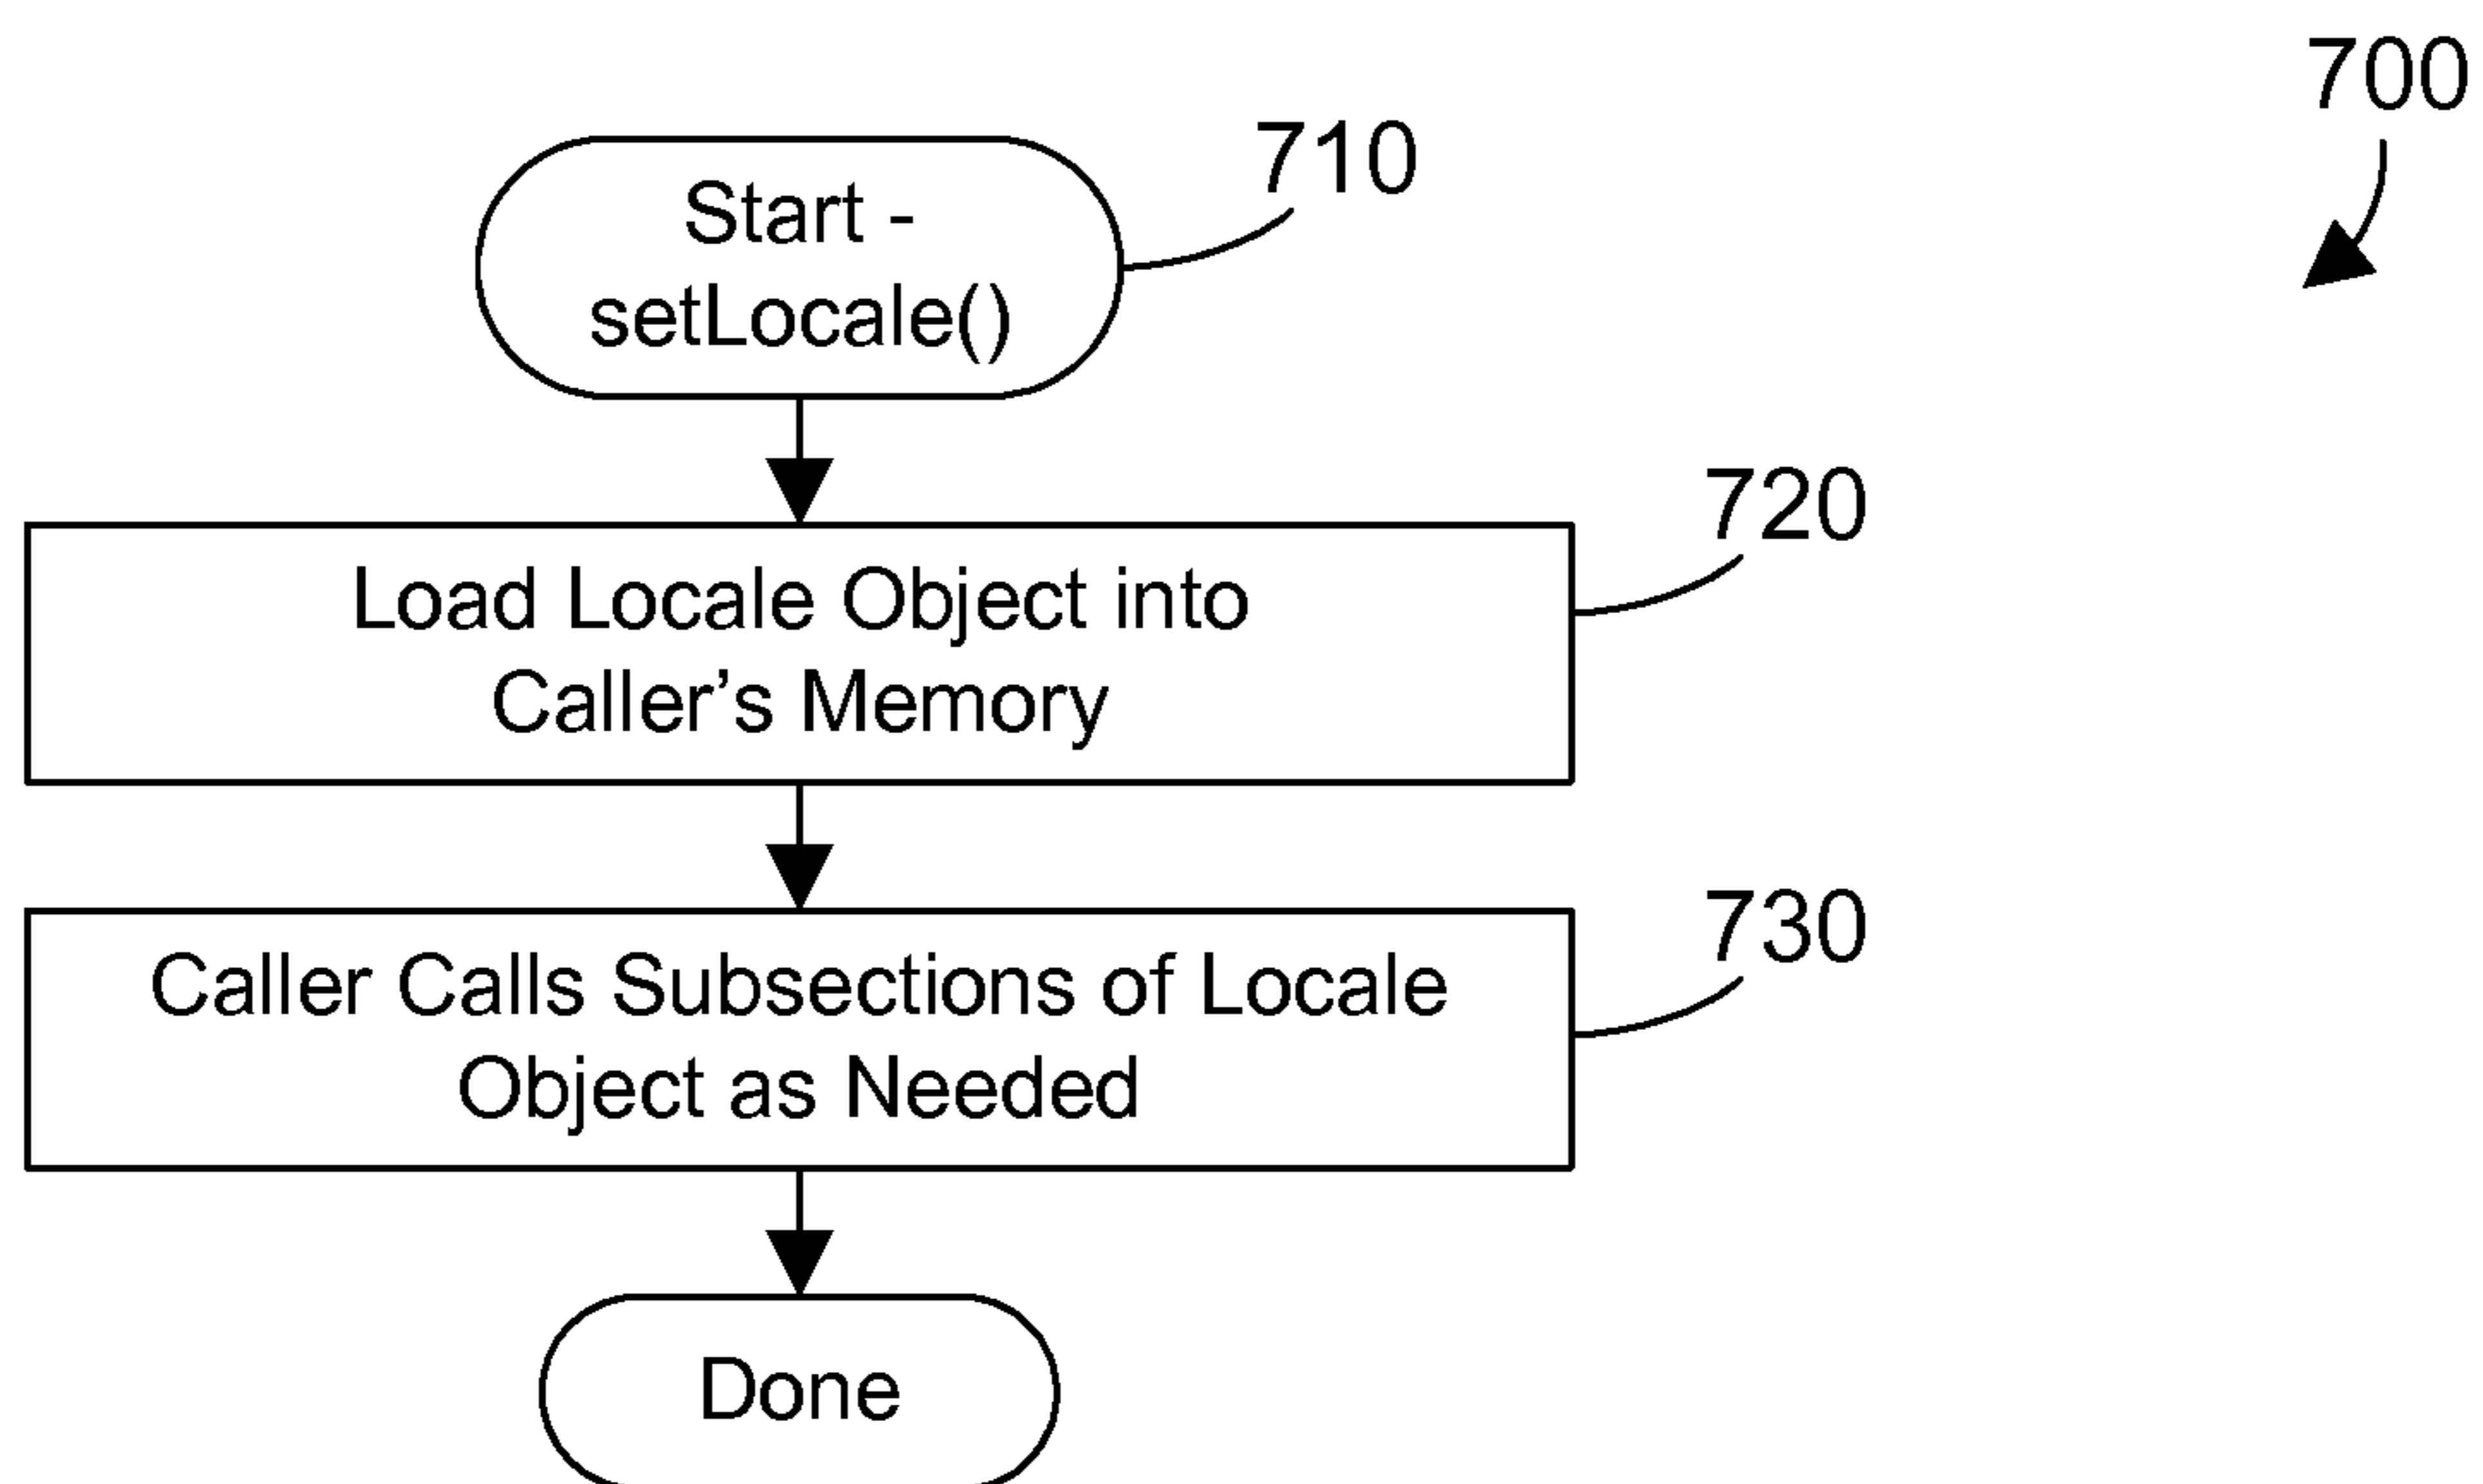 700
710
Start -
setLocale()
720
Load Locale Object into
Caller’s Memory
730
Caller Calls Subsections of Locale
Object as Needed
Done